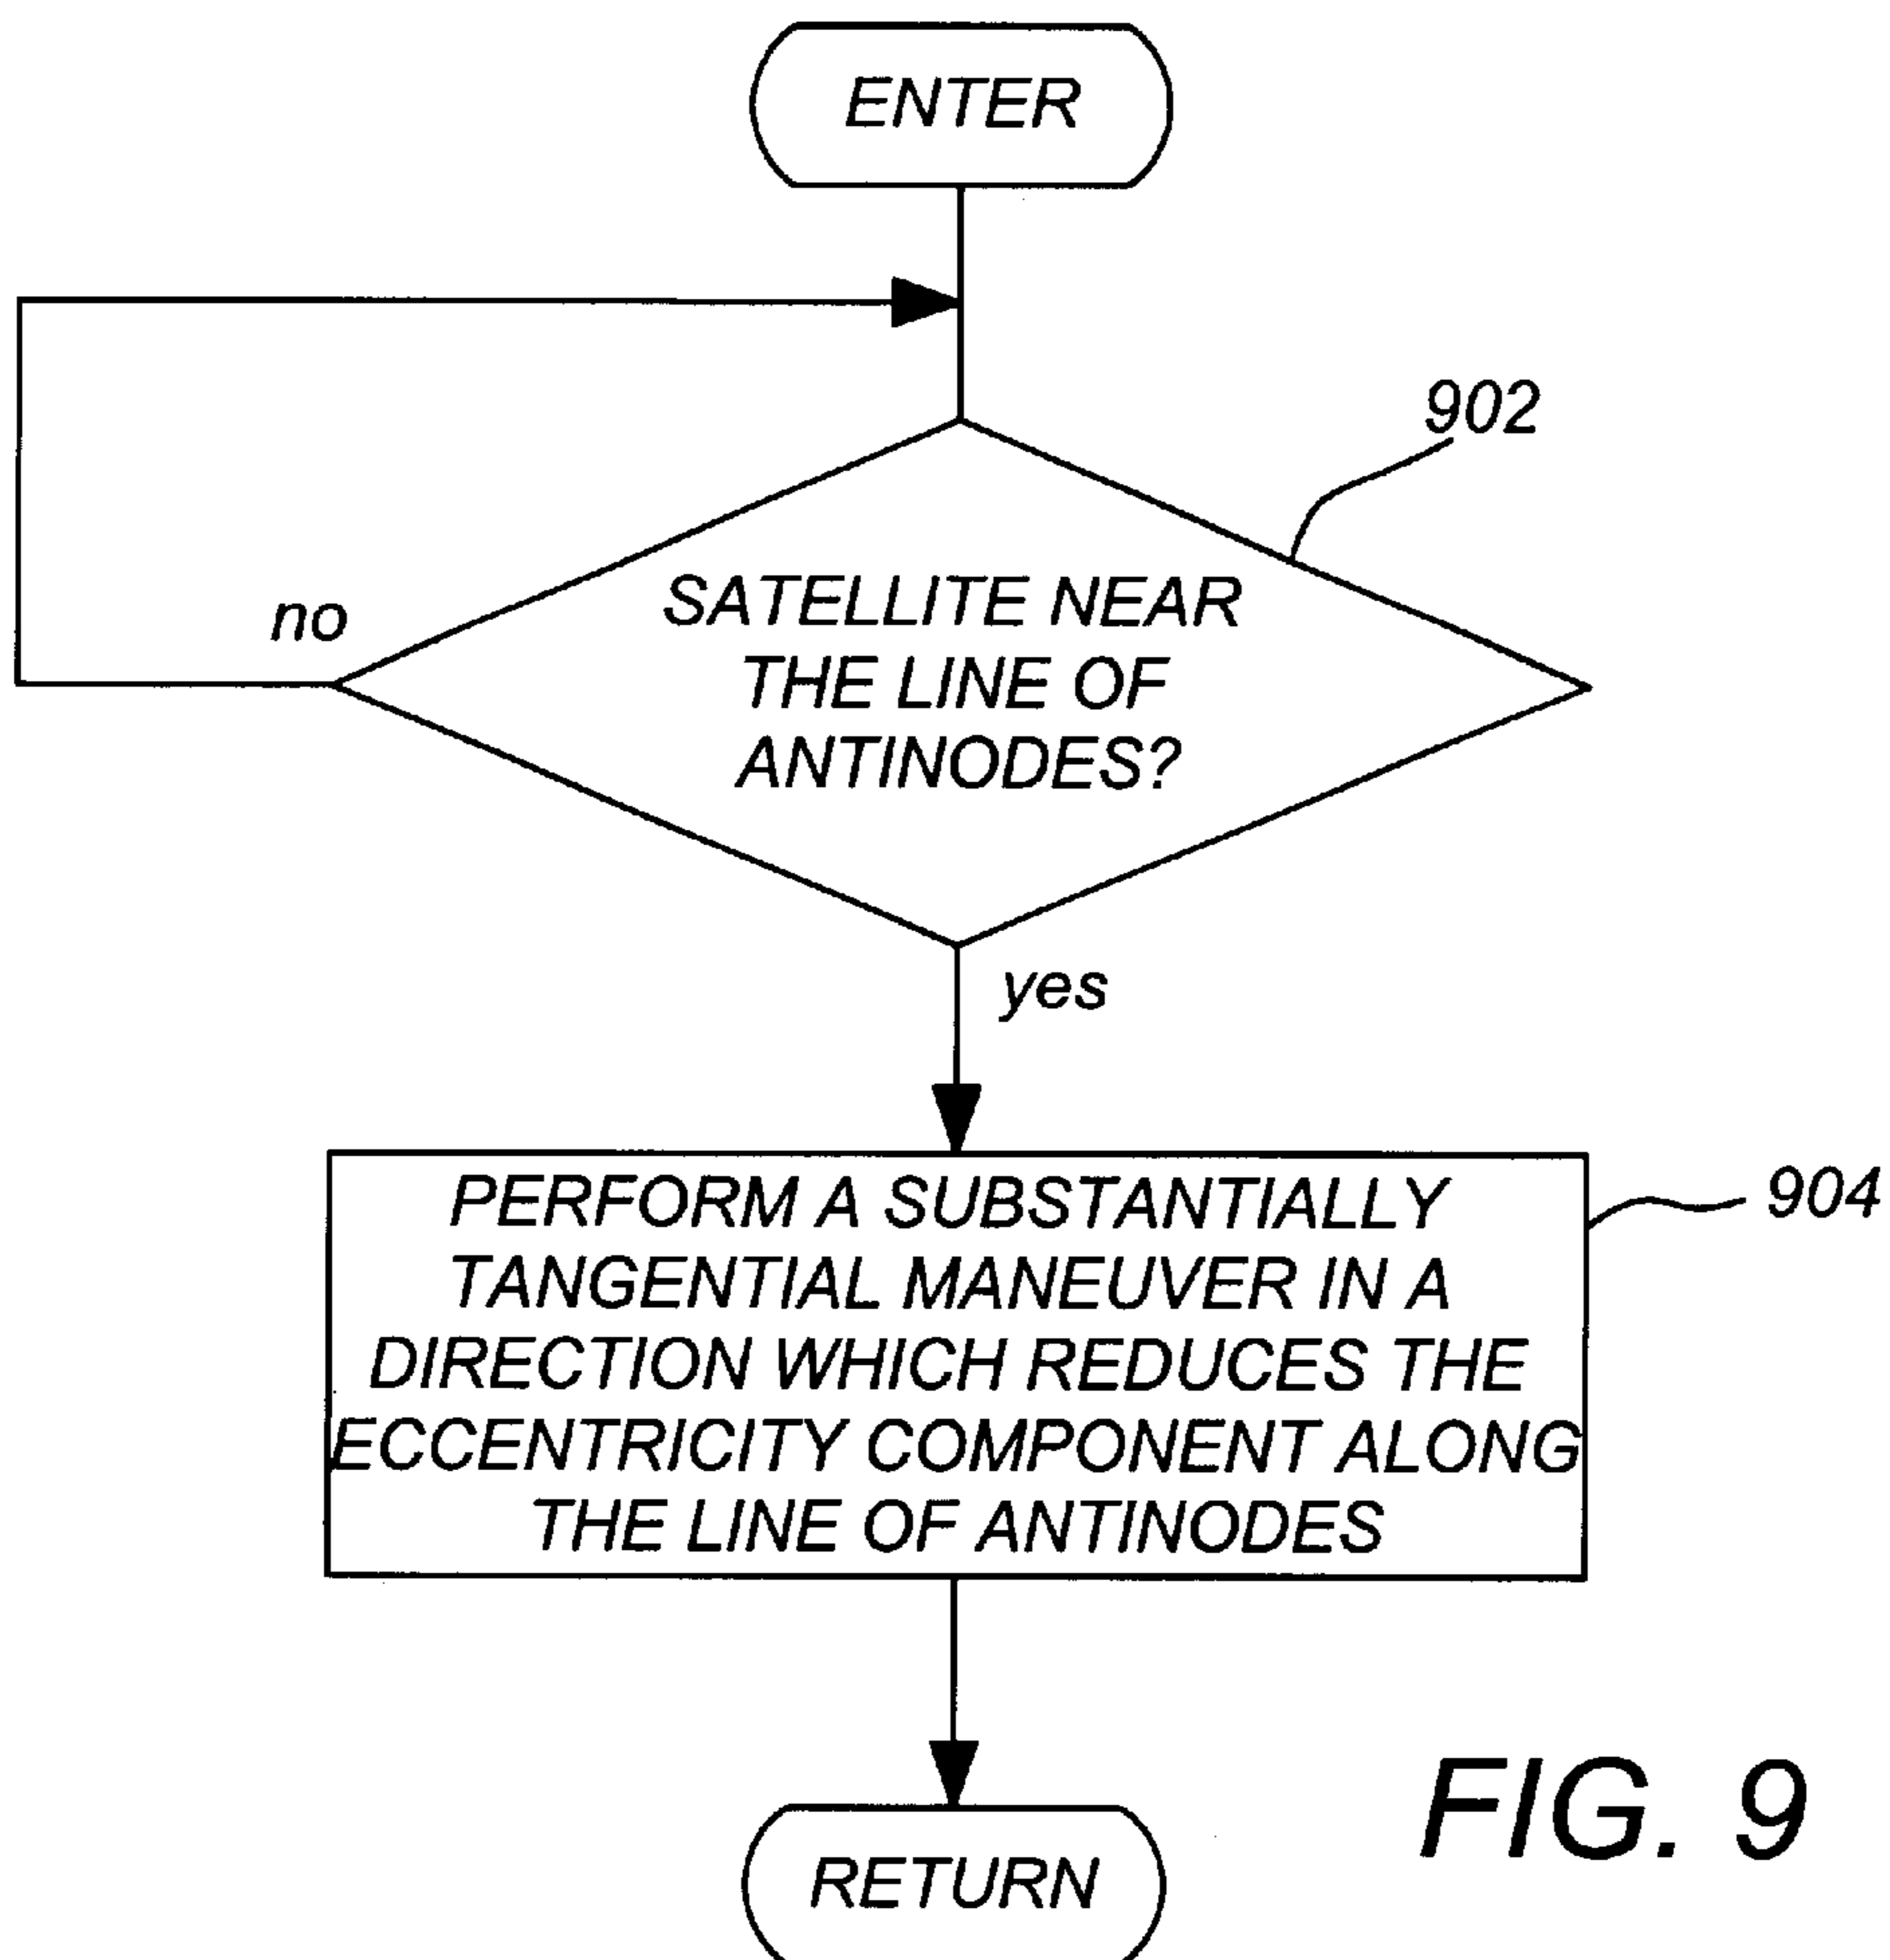 ENTER
902
SATELLITE NEAR
THE LINE OF
ANTINODES?
no
yes
PERFORM A SUBSTANTIALLY
TANGENTIAL MANEUVER IN A
DIRECTION WHICH REDUCES THE
ECCENTRICITY COMPONENT ALONG
THE LINE OF ANTINODES
904
RETURN
FIG. 9